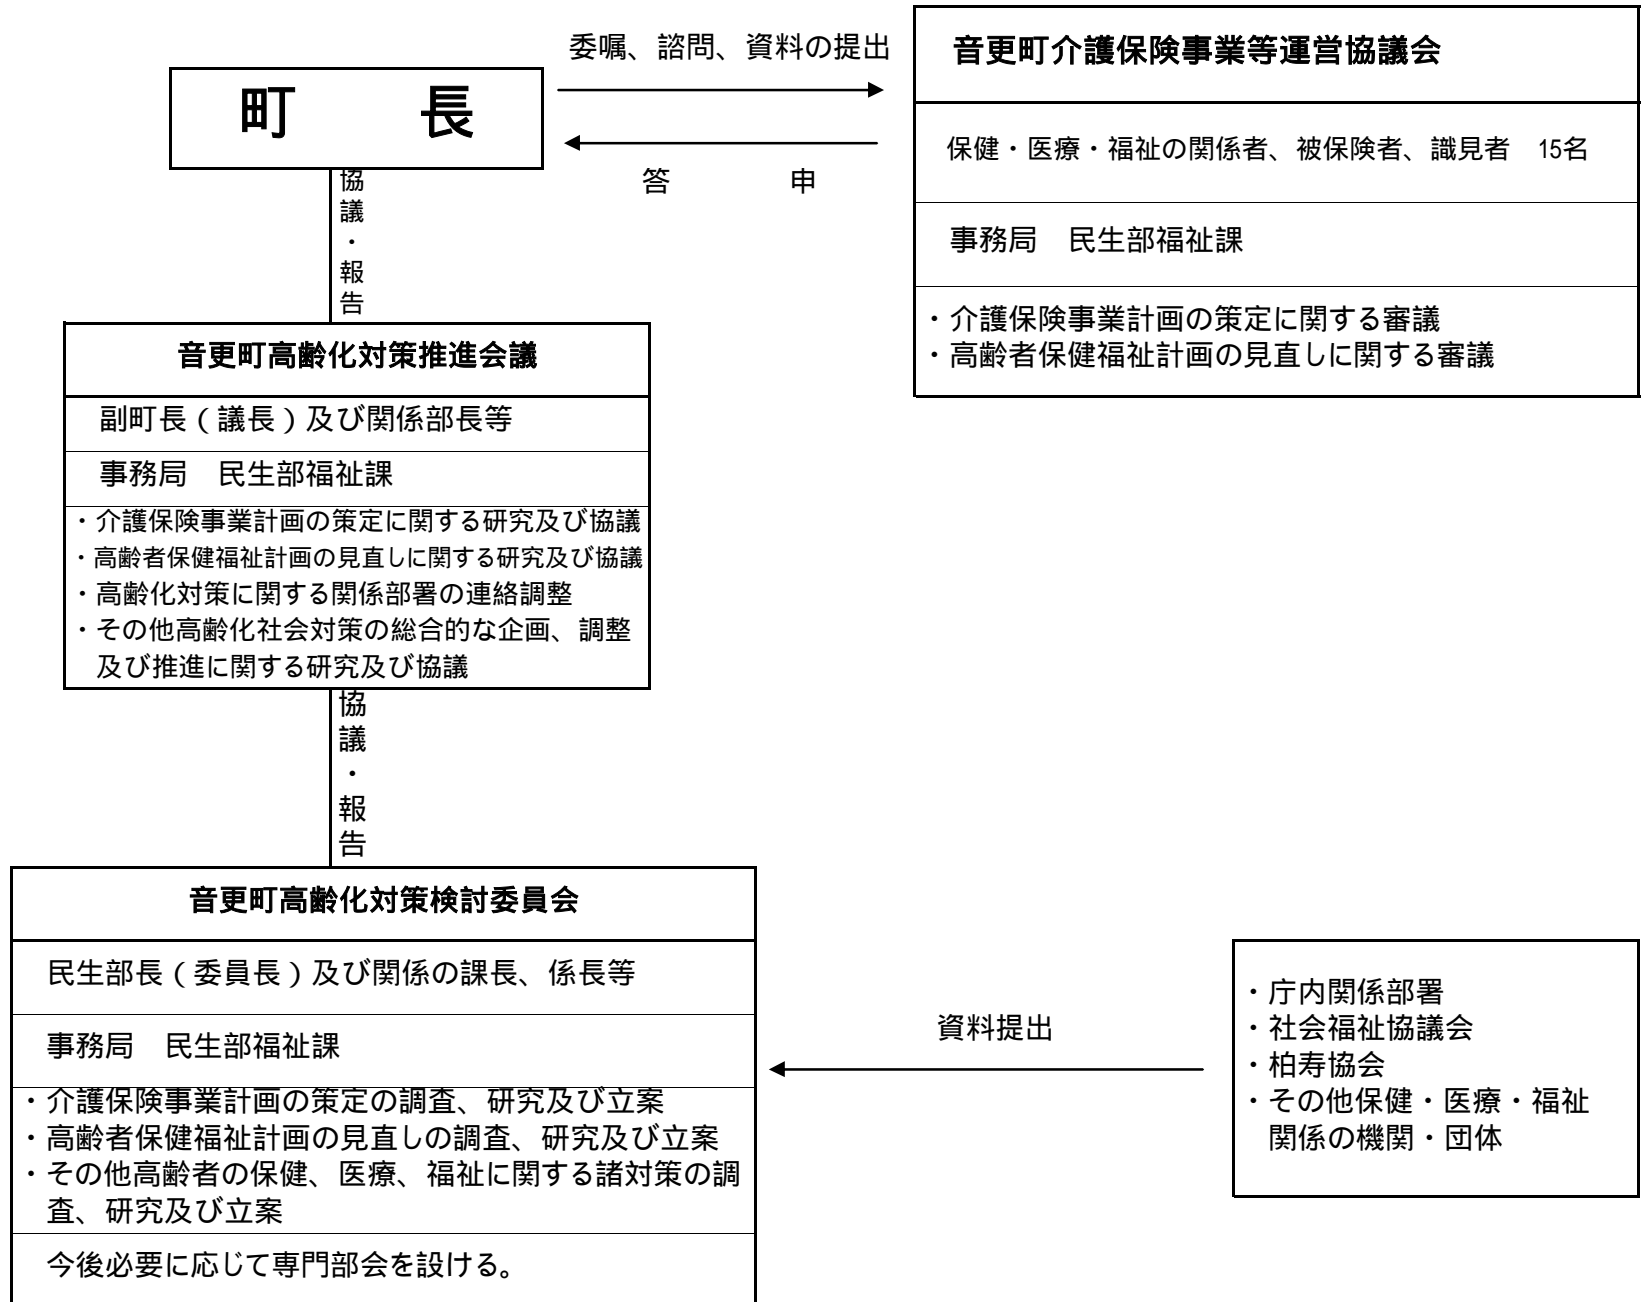 委嘱、諮問、資料の提出
町　　長
答　　　申
音更町介護保険事業等運営協議会
保健・医療・福祉の関係者、被保険者、識見者　15名
事務局　民生部福祉課
・介護保険事業計画の策定に関する審議
・高齢者保健福祉計画の見直しに関する審議
協議・報告
音更町高齢化対策推進会議
副町長（議長）及び関係部長等
事務局　民生部福祉課
・介護保険事業計画の策定に関する研究及び協議
・高齢者保健福祉計画の見直しに関する研究及び協議
・高齢化対策に関する関係部署の連絡調整
・その他高齢化社会対策の総合的な企画、調整
及び推進に関する研究及び協議
協議・報告
音更町高齢化対策検討委員会
民生部長（委員長）及び関係の課長、係長等
事務局　民生部福祉課
・介護保険事業計画の策定の調査、研究及び立案
・高齢者保健福祉計画の見直しの調査、研究及び立案
・その他高齢者の保健、医療、福祉に関する諸対策の調
査、研究及び立案
今後必要に応じて専門部会を設ける。
資料提出
・庁内関係部署
・社会福祉協議会
・柏寿協会
・その他保健・医療・福祉
関係の機関・団体